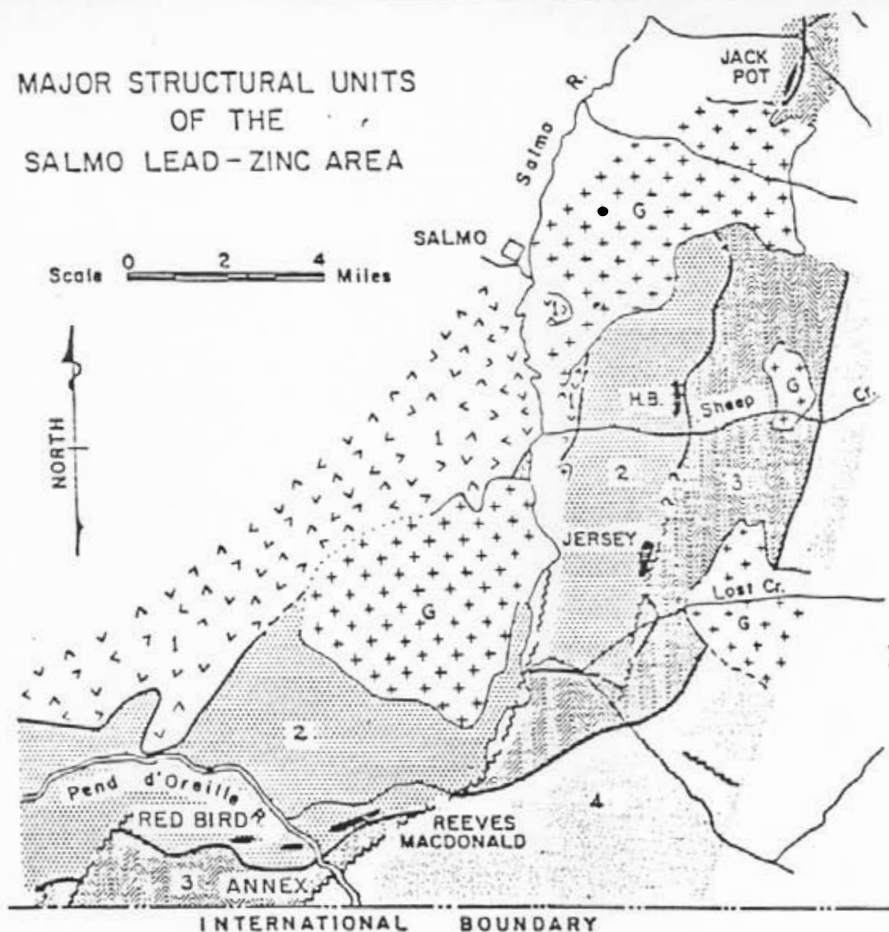 MAJOR STRUCTURAL UNITS
OF THE
SALMO LEAD-ZINC AREA
Scale 0 2 4 Miles
NORTH
JACK
POT
Salmo R.
G
SALMO
1
H.B.
Sheep Cr.
G
1
1
2
3
JERSEY
Lost Cr.
G
G
1
2
Pend d'Oreille R.
4
RED BIRD
REEVES
MACDONALD
3 ANNEX
INTERNATIONAL BOUNDARY